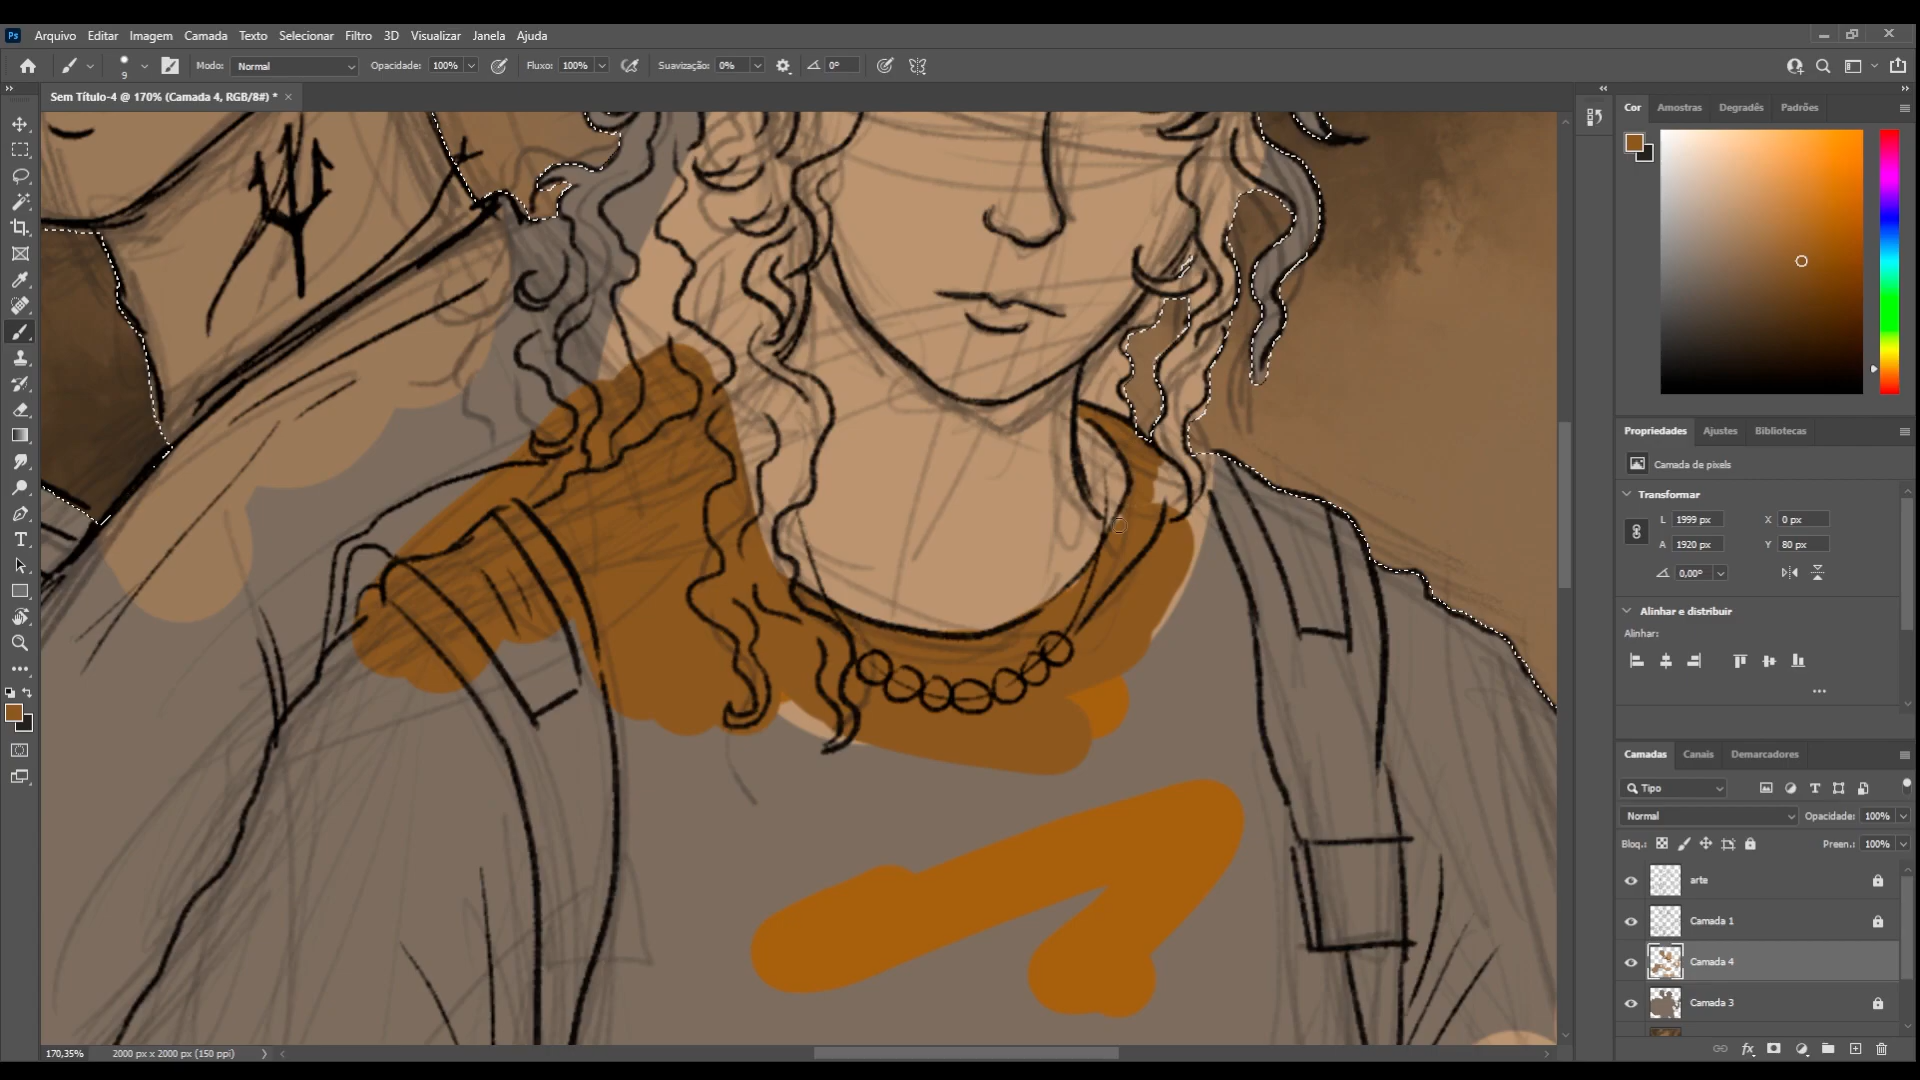 Ps Arquivo Editar Imagem Camada Texto Selecionar Filtro 3D Visualizar Janela Ajuda
9 Modo: Normal Opacidade: 100% Fluxo: 100% Suavização: 0% 0°
Sem Título-4 @ 170% (Camada 4, RGB/8#) * ×
Cor Amostras Degradês Padrões
Propriedades Ajustes Bibliotecas
Camada de pixels
Transformar
L 1999 px X 0 px
A 1920 px Y 80 px
0,00°
Alinhar e distribuir
Alinhar:
Camadas Canais Demarcadores
Tipo
Normal Opacidade: 100%
Bloq.: Preen.: 100%
arte
Camada 1
Camada 4
Camada 3
170,35% 2000 px x 2000 px (150 ppi)